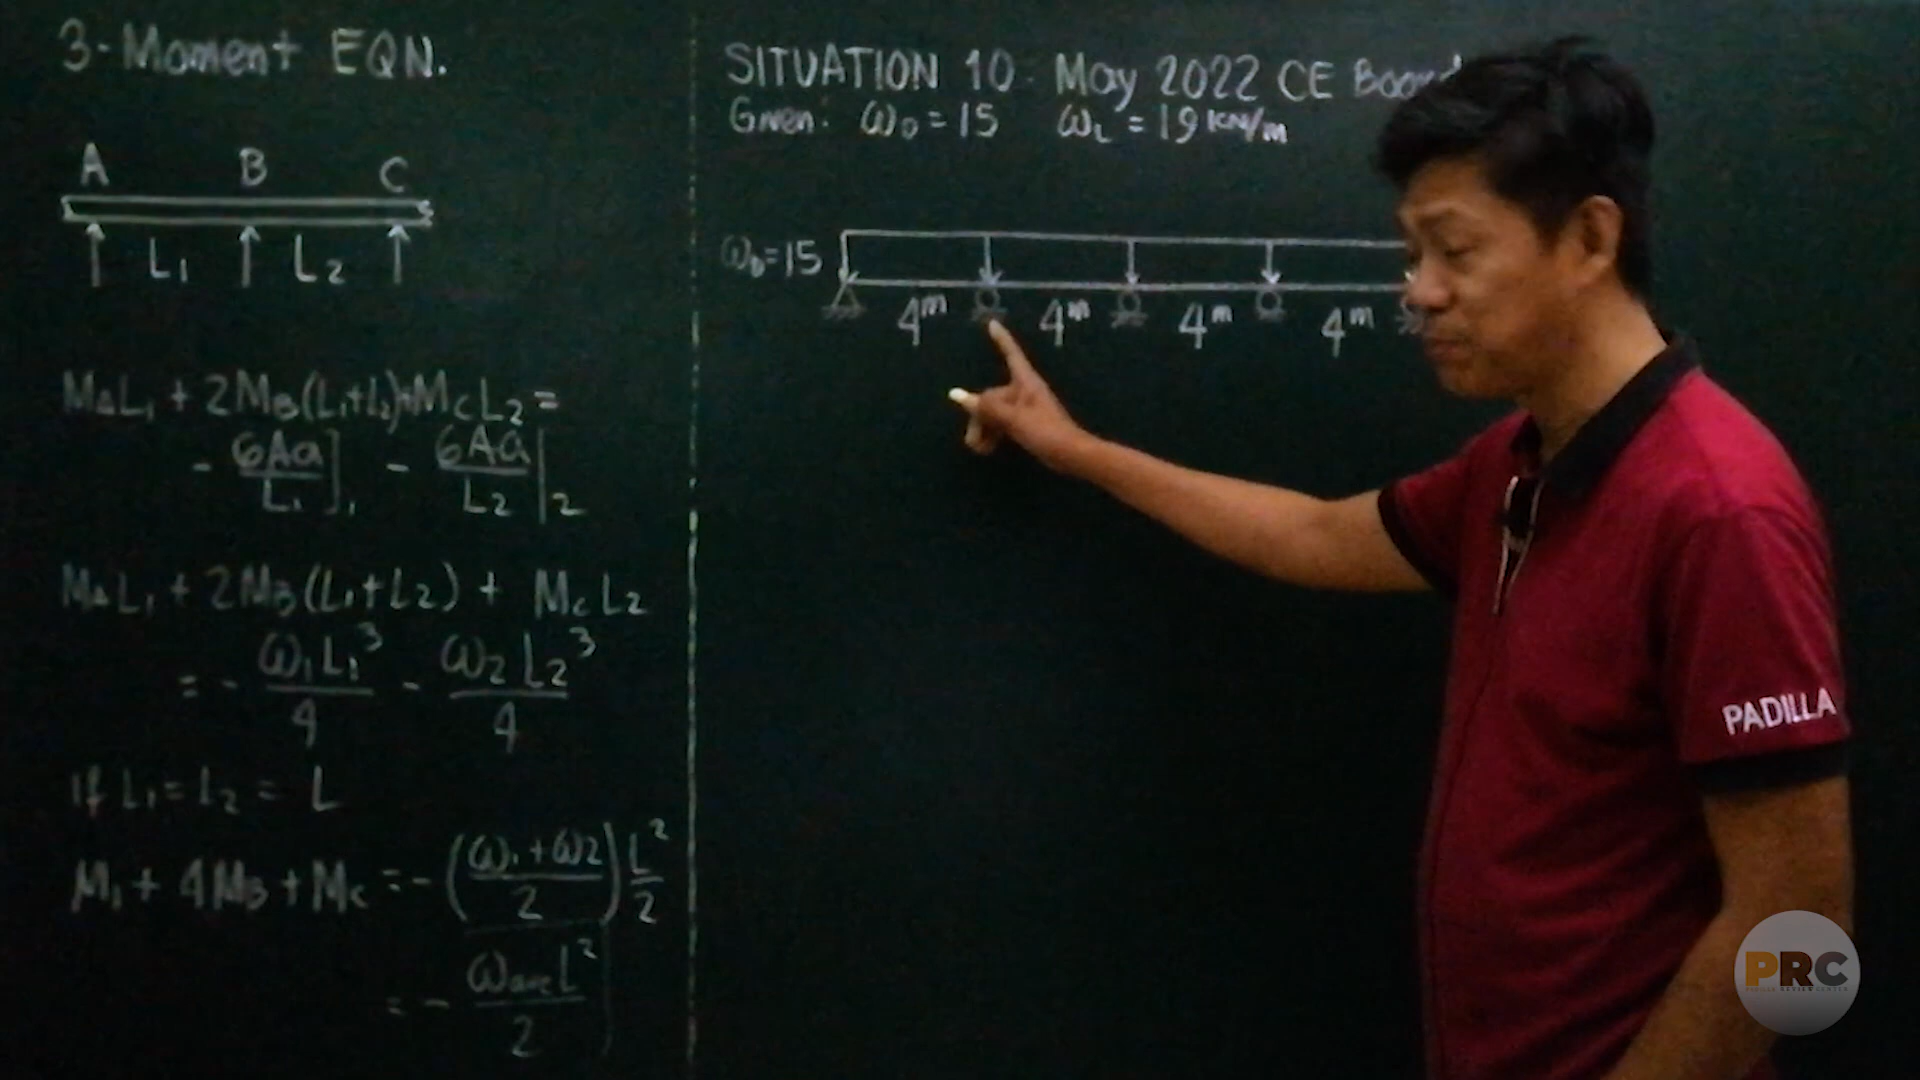 3-Moment EQN.
A B C
L₁ L₂
MAL₁ + 2MB(L₁+L₂)+MCL₂ =
- 6Aa/L₁]₁ - 6Aa/L₂|₂
MAL₁ + 2MB(L₁+L₂) + McL₂
= - ω₁L₁³/4 - ω₂L₂³/4
if L₁ = L₂ = L
M₁ + 4MB + Mc = -(ω₁+ω₂/2) L²/2
= - ωaveL²/2
SITUATION 10 - May 2022 CE Board
Given: ωD = 15 ωL = 19 KN/m
ωD=15
4m 4m 4m 4m
PADILLA
PRC